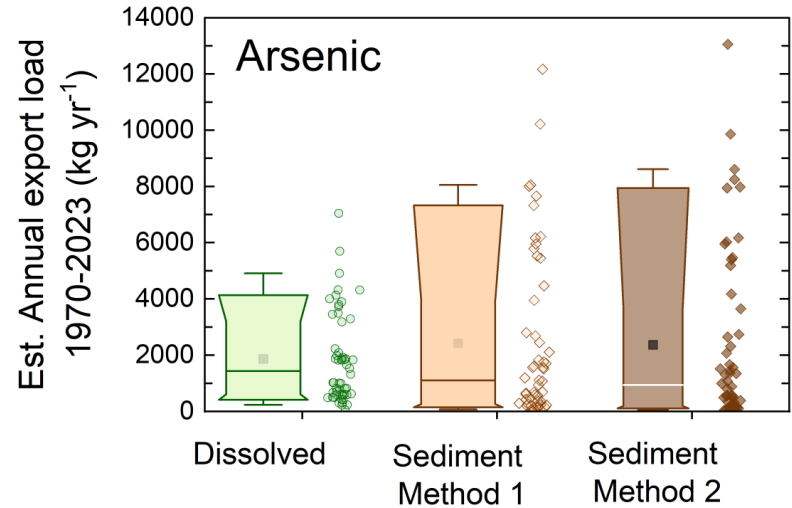 Arsenic
Est. Annual export load
1970-2023 (kg yr⁻¹)
14000
12000
10000
8000
6000
4000
2000
0
Dissolved
Sediment
Method 1
Sediment
Method 2